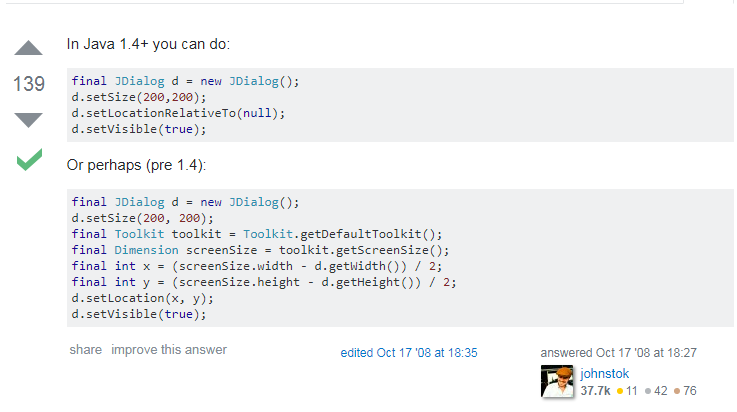 In Java 1.4+ you can do:
139
final JDialog d = new JDialog();
d.setSize(200,200);
d.setLocationRelativeTo(null);
d.setVisible(true);
Or perhaps (pre 1.4):
final JDialog d = new JDialog();
d.setSize(200, 200);
final Toolkit toolkit = Toolkit.getDefaultToolkit();
final Dimension screenSize = toolkit.getScreenSize();
final int x = (screenSize.width - d.getWidth()) / 2;
final int y = (screenSize.height - d.getHeight()) / 2;
d.setLocation(x, y);
d.setVisible(true);
share improve this answer
edited Oct 17 '08 at 18:35
answered Oct 17 '08 at 18:27
johnstok
37.7k ●11 ●42 ●76